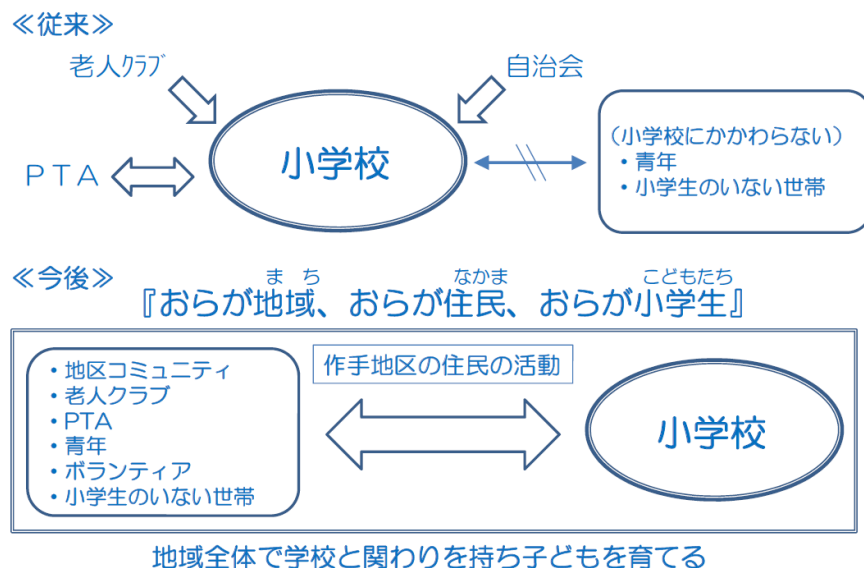 ≪従来≫
老人ｸﾗﾌﾞ
自治会
小学校
ＰＴＡ
（小学校にかかわらない）
・青年
・小学生のいない世帯
≪今後≫
まち なかま こどもたち
『おらが地域、おらが住民、おらが小学生』
・地区コミュニティ
・老人クラブ
・PTA
・青年
・ボランティア
・小学生のいない世帯
作手地区の住民の活動
小学校
地域全体で学校と関わりを持ち子どもを育てる